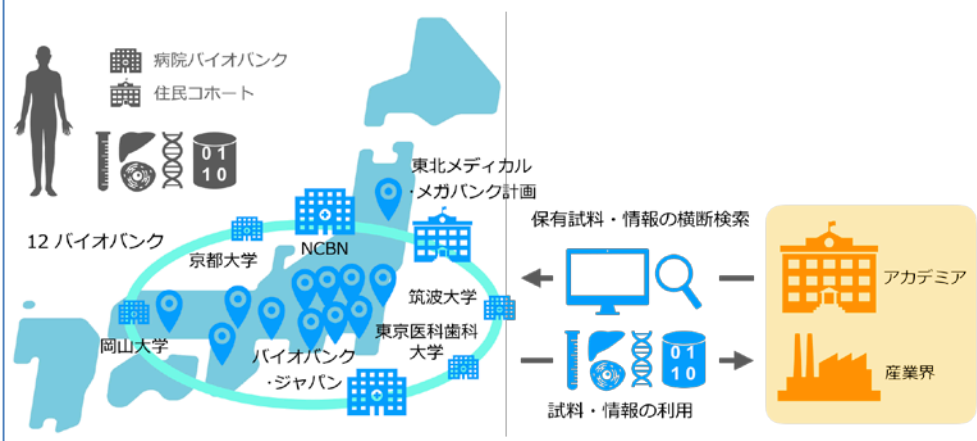 病院バイオバンク
住民コホート
01
10
12 バイオバンク
東北メディカル
・メガバンク計画
NCBN
京都大学
筑波大学
岡山大学
東京医科歯科
大学
バイオバンク
・ジャパン
保有試料・情報の横断検索
01
10
試料・情報の利用
アカデミア
産業界